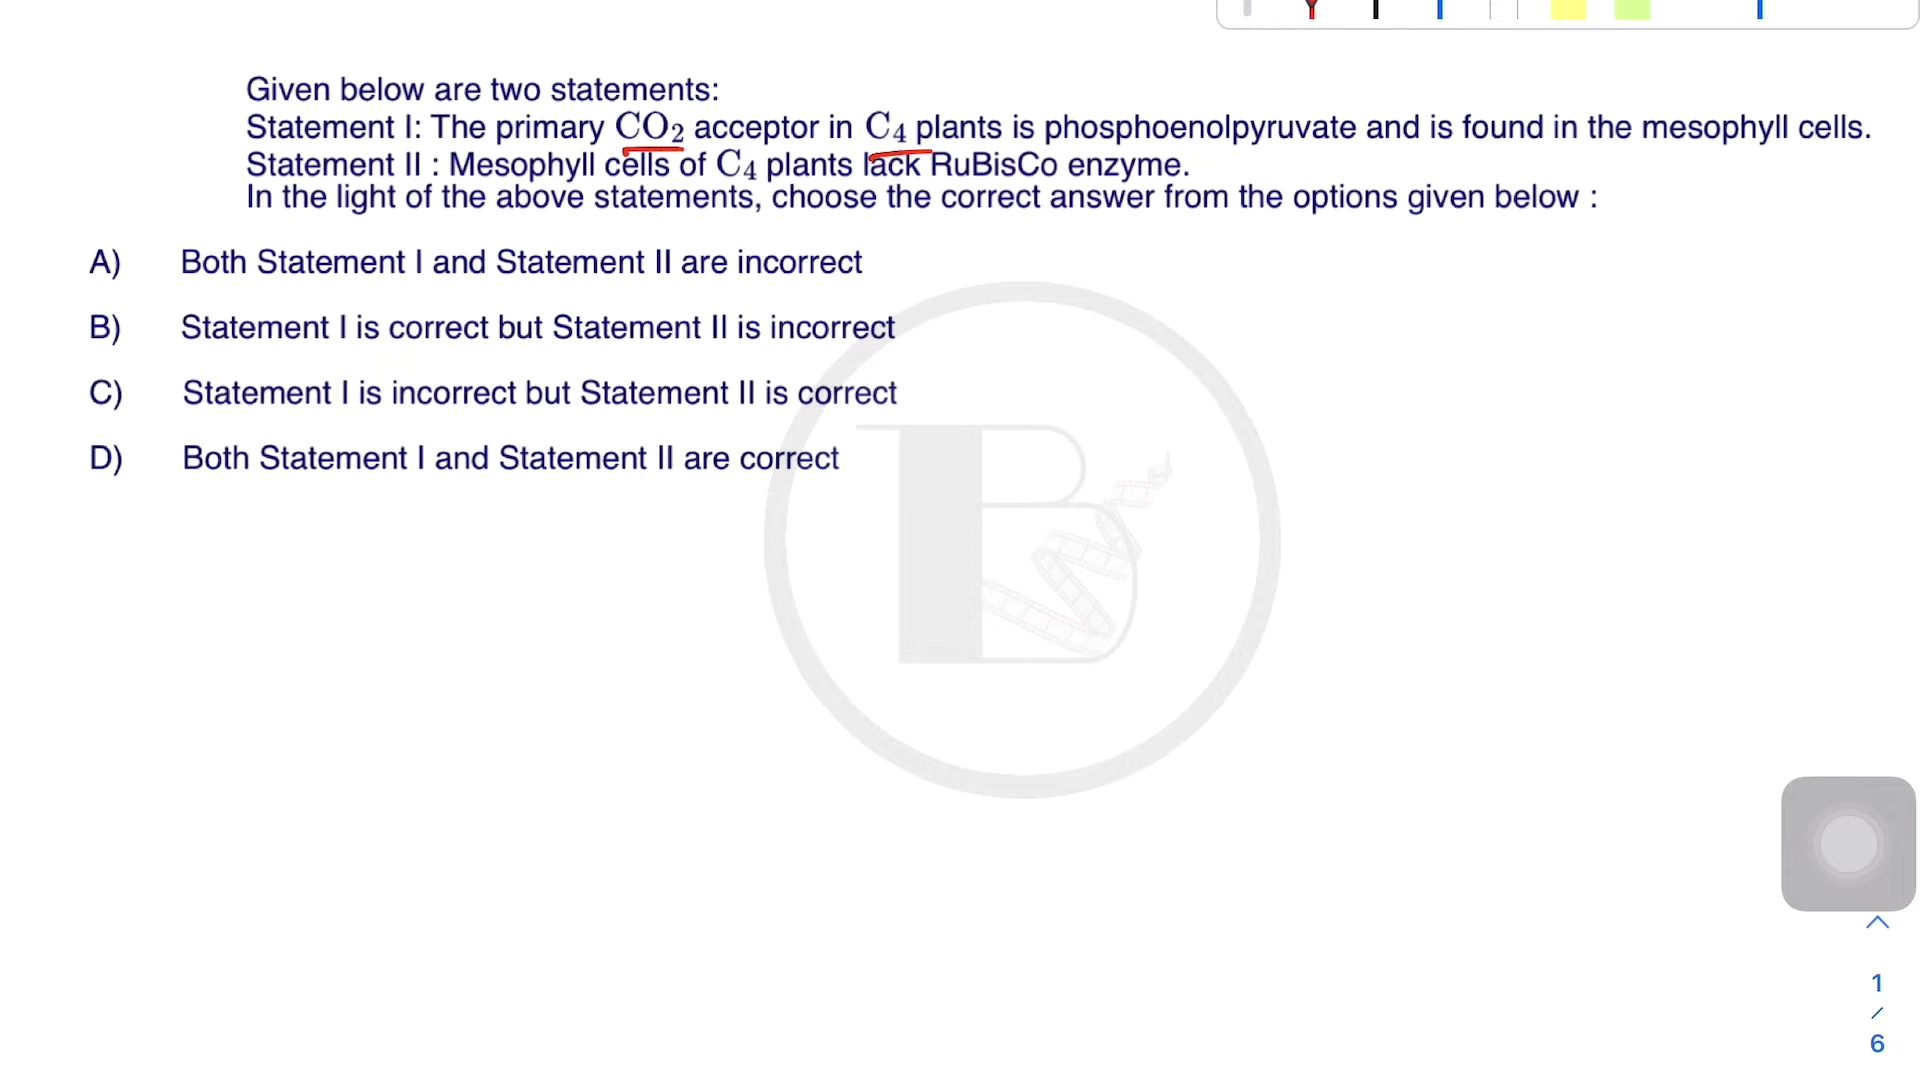 Given below are two statements:
Statement I: The primary CO₂ acceptor in C₄ plants is phosphoenolpyruvate and is found in the mesophyll cells.
Statement II : Mesophyll cells of C₄ plants lack RuBisCo enzyme.
In the light of the above statements, choose the correct answer from the options given below :
A) Both Statement I and Statement II are incorrect
B) Statement I is correct but Statement II is incorrect
C) Statement I is incorrect but Statement II is correct
D) Both Statement I and Statement II are correct
B
1
/
6